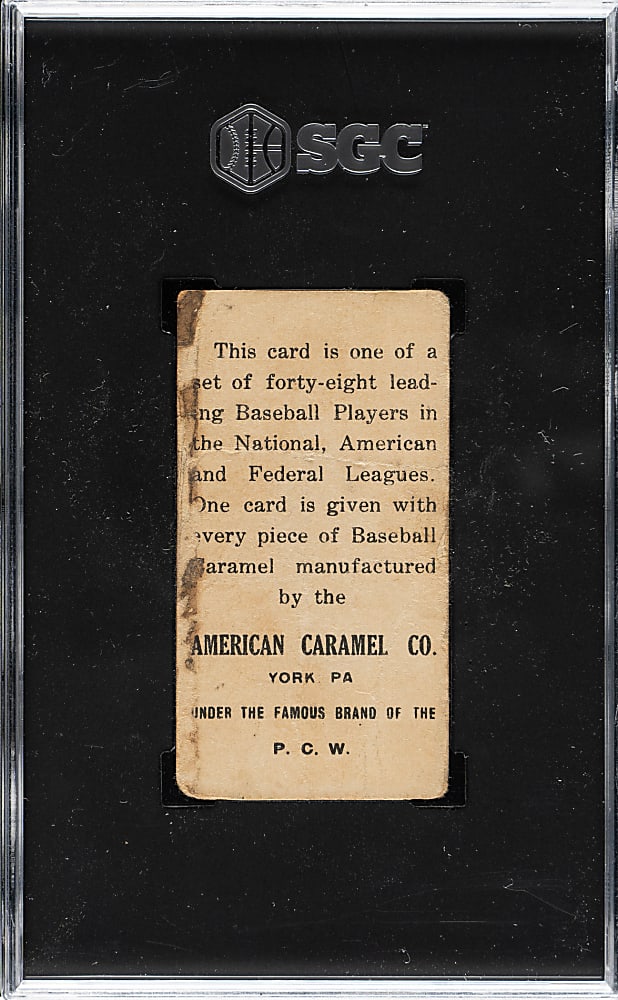 SGC
This card is one of a
set of forty-eight lead-
ng Baseball Players in
the National, American
and Federal Leagues.
One card is given with
every piece of Baseball
aramel manufactured
by the
AMERICAN CARAMEL CO.
YORK PA
UNDER THE FAMOUS BRAND OF THE
P. C. W.